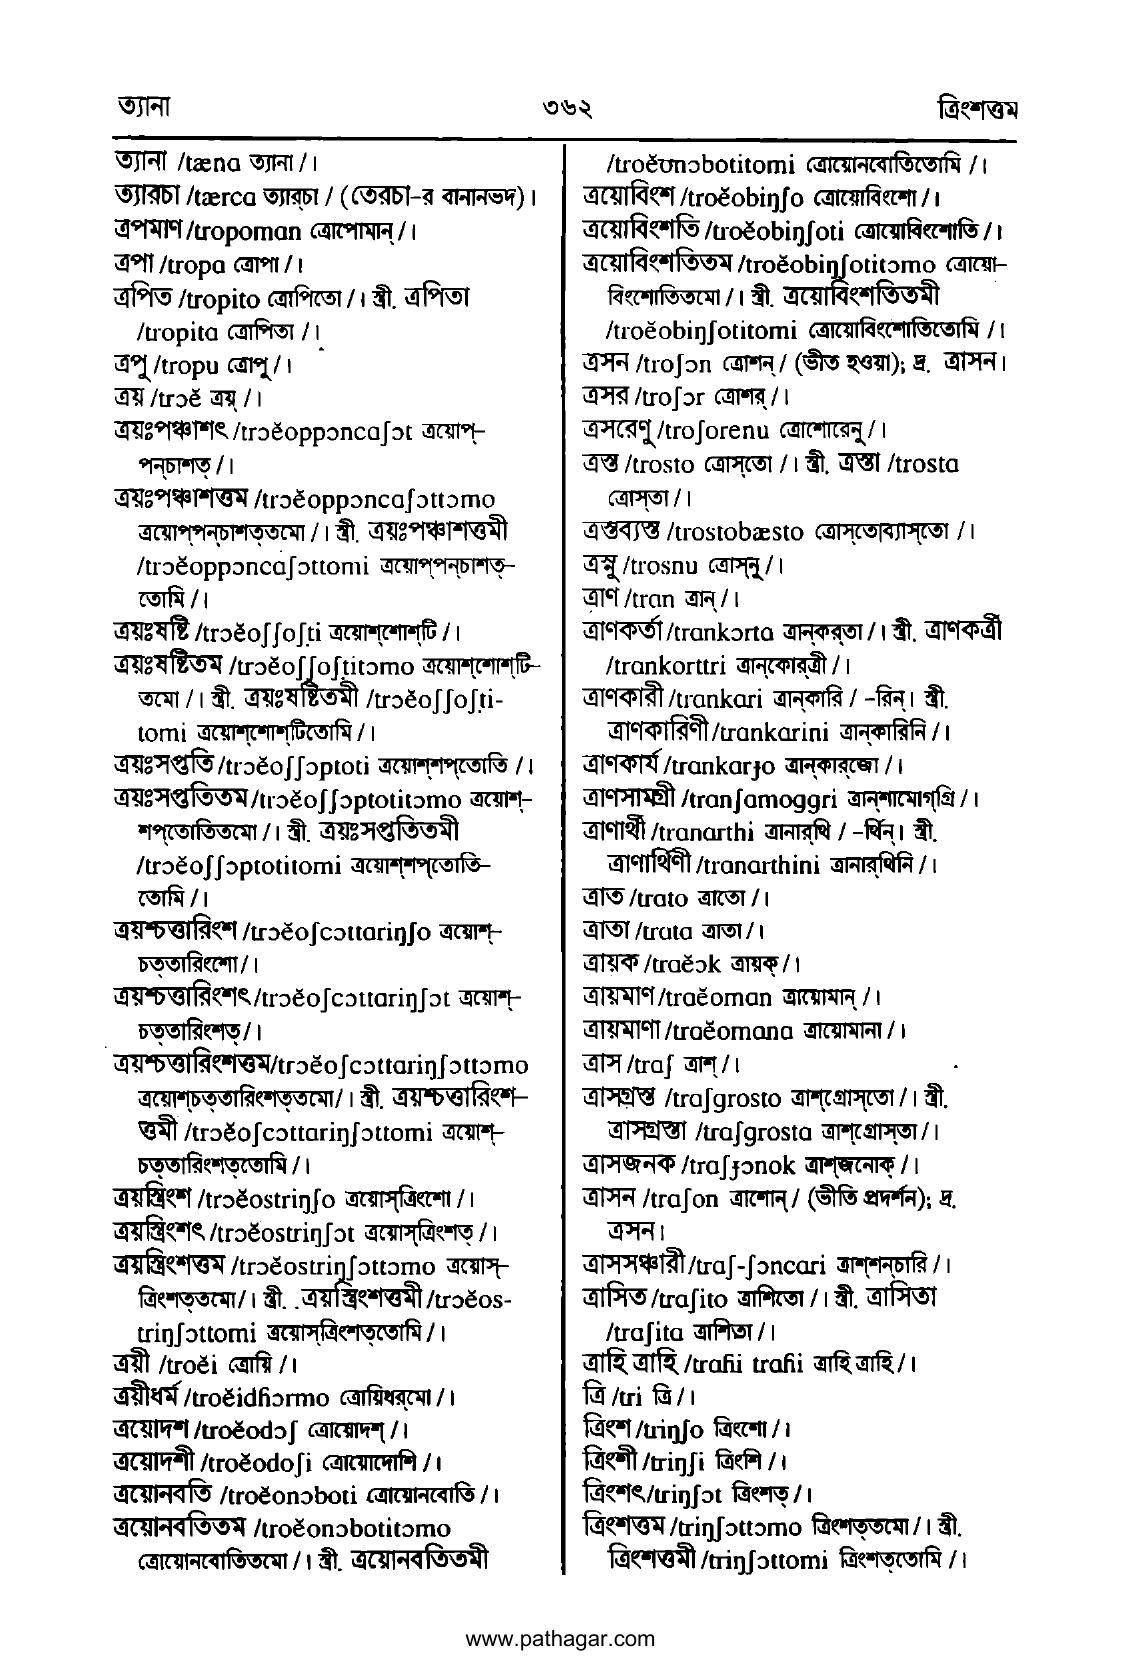 ত্যানা
৩৬২
ত্রিংশত্তম
ত্যানা /tæna ত্যানা / ।
ত্যারচা /tærca ত্যার্‌চা / (তেরচা–র বানানভদ) ।
ত্রপমাণ /tropoman ত্রোপোমান্ / ।
ত্রপা /tropa ত্রোপা / ।
ত্রপিত /tropito ত্রোপিতো / । স্ত্রী. ত্রপিতা
/tropita ত্রোপিতা / ।
ত্রপু /tropu ত্রোপু / ।
ত্রয় /trɔĕ ত্রয়্ / ।
ত্রয়ঃপঞ্চাশৎ /trɔĕoppɔncaʃɔt ত্রয়োপ্–
পন্‌চাশত্ / ।
ত্রয়ঃপঞ্চাশত্তম /trɔĕoppɔncaʃɔttɔmo
ত্রয়োপ্‌পন্‌চাশত্‌তমো / । স্ত্রী. ত্রয়ঃপঞ্চাশত্তমী
/trɔĕoppɔncaʃɔttomi ত্রয়োপ্‌পন্‌চাশত্–
তোমি / ।
ত্রয়ঃষষ্টি /trɔĕoʃʃoʃṭi ত্রয়োশ্‌শোশ্‌টি / ।
ত্রয়ঃষষ্টিতম /trɔĕoʃʃoʃṭitɔmo ত্রয়োশ্‌শোশ্‌টি–
তমো / । স্ত্রী. ত্রয়ঃষষ্টিতমী /trɔĕoʃʃoʃṭi-
tomi ত্রয়োশ্‌শোশ্‌টিতোমি / ।
ত্রয়ঃসপ্ততি /trɔĕoʃʃɔptoti ত্রয়োশ্‌শপ্‌তোতি / ।
ত্রয়ঃসপ্ততিতম /trɔĕoʃʃɔptotitɔmo ত্রয়োশ্–
শপ্‌তোতিতমো / । স্ত্রী. ত্রয়ঃসপ্ততিতমী
/trɔĕoʃʃɔptotitomi ত্রয়োশ্‌শপ্‌তোতি–
তোমি / ।
ত্রয়শ্চত্তারিংশ /trɔĕoʃcɔttariŋʃo ত্রয়োশ্–
চত্‌তারিংশো / ।
ত্রয়শ্চত্তারিংশৎ /trɔĕoʃcɔttariŋʃɔt ত্রয়োশ্–
চত্‌তারিংশত্ / ।
ত্রয়শ্চত্তারিংশত্তম/trɔĕoʃcɔttariŋʃɔttɔmo
ত্রয়োশ্‌চত্‌তারিংশত্‌তমো/ । স্ত্রী. ত্রয়শ্চত্তারিংশ–
ত্তমী /trɔĕoʃcɔttariŋʃɔttomi ত্রয়োশ্–
চত্‌তারিংশত্‌তোমি / ।
ত্রয়স্ত্রিংশ /trɔĕostriŋʃo ত্রয়োস্‌ত্রিংশো / ।
ত্রয়স্ত্রিংশৎ /trɔĕostriŋʃɔt ত্রয়োস্‌ত্রিংশত্ / ।
ত্রয়স্ত্রিংশত্তম /trɔĕostriŋʃɔttɔmo ত্রয়োস্–
ত্রিংশত্‌তমো/ । স্ত্রী. ত্রয়স্ত্রিংশত্তমী /trɔĕos-
triŋʃɔttomi ত্রয়োস্‌ত্রিংশত্‌তোমি / ।
ত্রয়ী /troĕi ত্রোয়ি / ।
ত্রয়ীধর্ম /troĕidɦɔrmo ত্রোয়িধর্‌মো / ।
ত্রয়োদশ /troĕodɔʃ ত্রোয়োদশ্ / ।
ত্রয়োদশী /troĕodoʃi ত্রোয়োদোশি / ।
ত্রয়োনবতি /troĕonɔboti ত্রোয়োনবোতি / ।
ত্রয়োনবতিতম /troĕonɔbotitɔmo
ত্রোয়োনবোতিতমো / । স্ত্রী. ত্রয়োনবতিতমী
/troĕʊnɔbotitomi ত্রোয়োনবোতিতোমি / ।
ত্রয়োবিংশ /troĕobiŋʃo ত্রোয়োবিংশো / ।
ত্রয়োবিংশতি /troĕobiŋʃoti ত্রোয়োবিংশোতি / ।
ত্রয়োবিংশতিতম /troĕobiŋʃotitɔmo ত্রোয়ো–
বিংশোতিতমো / । স্ত্রী. ত্রয়োবিংশতিতমী
/troĕobiŋʃotitomi ত্রোয়োবিংশোতিতোমি / ।
ত্রসন /troʃɔn ত্রোশন্ / (ভীত হওয়া); দ্র. ত্রাসন ।
ত্রসর /troʃɔr ত্রোশর্ / ।
ত্রসরেণু /troʃorenu ত্রোশোরেনু / ।
ত্রস্ত /trosto ত্রোস্‌তো / । স্ত্রী. ত্রস্তা /trosta
ত্রোস্‌তা / ।
ত্রস্তব্যস্ত /trostobæsto ত্রোস্‌তোব্যাস্‌তো / ।
ত্রস্নু /trosnu ত্রোস্‌নু / ।
ত্রাণ /tran ত্রান্ / ।
ত্রাণকর্তা /trankɔrta ত্রান্‌কর্‌তা / । স্ত্রী. ত্রাণকর্ত্রী
/trankorttri ত্রান্‌কোর্‌ত্রী / ।
ত্রাণকারী /trankari ত্রান্‌কারি / –রিন্ । স্ত্রী.
ত্রাণকারিণী /trankarini ত্রান্‌কারিনি / ।
ত্রাণকার্য /trankarɟo ত্রান্‌কার্‌জো / ।
ত্রাণসামগ্রী /tranʃamoggri ত্রান্‌শামোগ্‌গ্রি / ।
ত্রাণার্থী /tranarthi ত্রানার্‌থি / –র্থিন্ । স্ত্রী.
ত্রাণার্থিণী /tranarthini ত্রানার্‌থিনি / ।
ত্রাত /trato ত্রাতো / ।
ত্রাতা /trata ত্রাতা / ।
ত্রায়ক /traĕɔk ত্রায়ক্ / ।
ত্রায়মাণ /traĕoman ত্রায়োমান্ / ।
ত্রায়মাণা /traĕomana ত্রায়োমানা / ।
ত্রাস /traʃ ত্রাশ্ / ।
ত্রাসগ্রস্ত /traʃgrosto ত্রাশ্‌গ্রোস্‌তো / । স্ত্রী.
ত্রাসগ্রস্তা /traʃgrosta ত্রাশ্‌গ্রোস্‌তা / ।
ত্রাসজনক /traʃɟɔnok ত্রাশ্‌জনোক্ / ।
ত্রাসন /traʃon ত্রাশোন্ / (ভীতি প্রদর্শন); দ্র.
ত্রসন ।
ত্রাসসঞ্চারী /traʃ-ʃɔncari ত্রাশ্‌শন্‌চারি / ।
ত্রাসিত /traʃito ত্রাশিতো / । স্ত্রী. ত্রাসিতা
/traʃita ত্রাশিতা / ।
ত্রাহি ত্রাহি /traɦi traɦi ত্রাহি ত্রাহি / ।
ত্রি /tri ত্রি / ।
ত্রিংশ /triŋʃo ত্রিংশো / ।
ত্রিংশী /triŋʃi ত্রিংশি / ।
ত্রিংশৎ/triŋʃɔt ত্রিংশত্ / ।
ত্রিংশত্তম /triŋʃɔttɔmo ত্রিংশত্‌তমো / । স্ত্রী.
ত্রিংশত্তমী /triŋʃɔttomi ত্রিংশত্‌তোমি / ।
www.pathagar.com